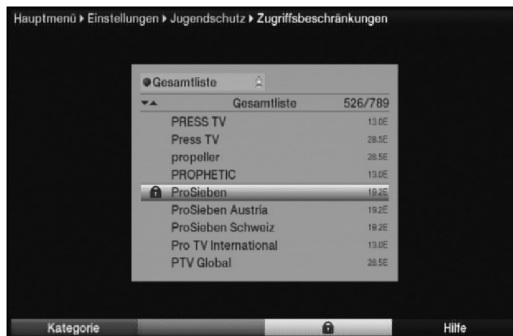 Hauptmenü ▸ Einstellungen ▸ Jugendschutz ▸ Zugriffsbeschränkungen
Gesamtliste
Gesamtliste 526/789
PRESS TV 13.0E
Press TV 28.5E
propeller 28.5E
PROPHETIC 13.0E
ProSieben 19.2E
ProSieben Austria 19.2E
ProSieben Schweiz 19.2E
Pro TV International 13.0E
PTV Global 28.5E
Kategorie Hilfe